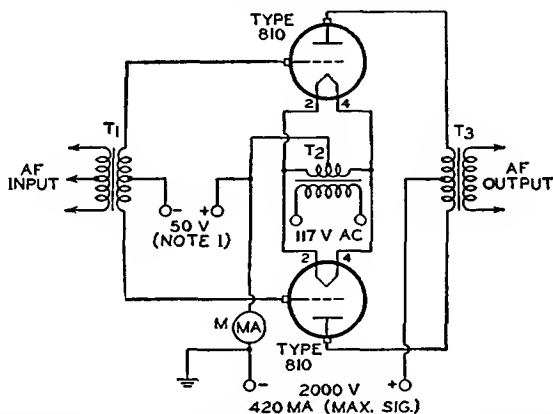 TYPE
810
2 4
T1
T2
T3
AF
INPUT
AF
OUTPUT
- +
50 V
(NOTE 1)
117 V AC
2 4
M MA
TYPE
810
- +
2000 V
420 MA (MAX. SIG.)